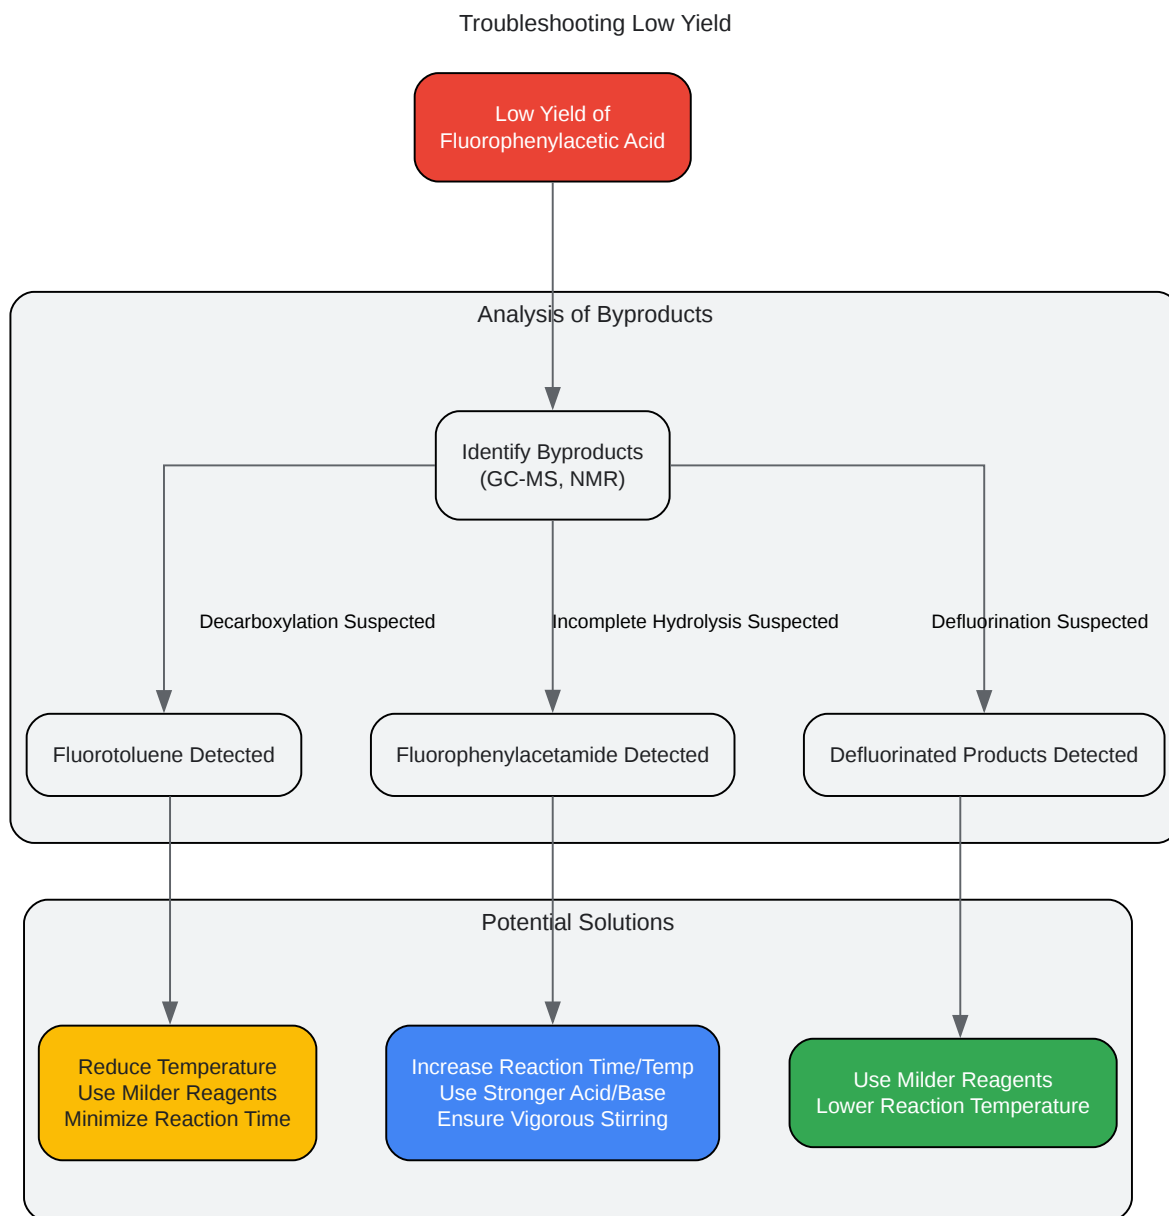 Troubleshooting Low Yield
Low Yield of
Fluorophenylacetic Acid
Analysis of Byproducts
Identify Byproducts
(GC-MS, NMR)
Decarboxylation Suspected
Incomplete Hydrolysis Suspected
Defluorination Suspected
Fluorotoluene Detected
Fluorophenylacetamide Detected
Defluorinated Products Detected
Potential Solutions
Reduce Temperature
Use Milder Reagents
Minimize Reaction Time
Increase Reaction Time/Temp
Use Stronger Acid/Base
Ensure Vigorous Stirring
Use Milder Reagents
Lower Reaction Temperature